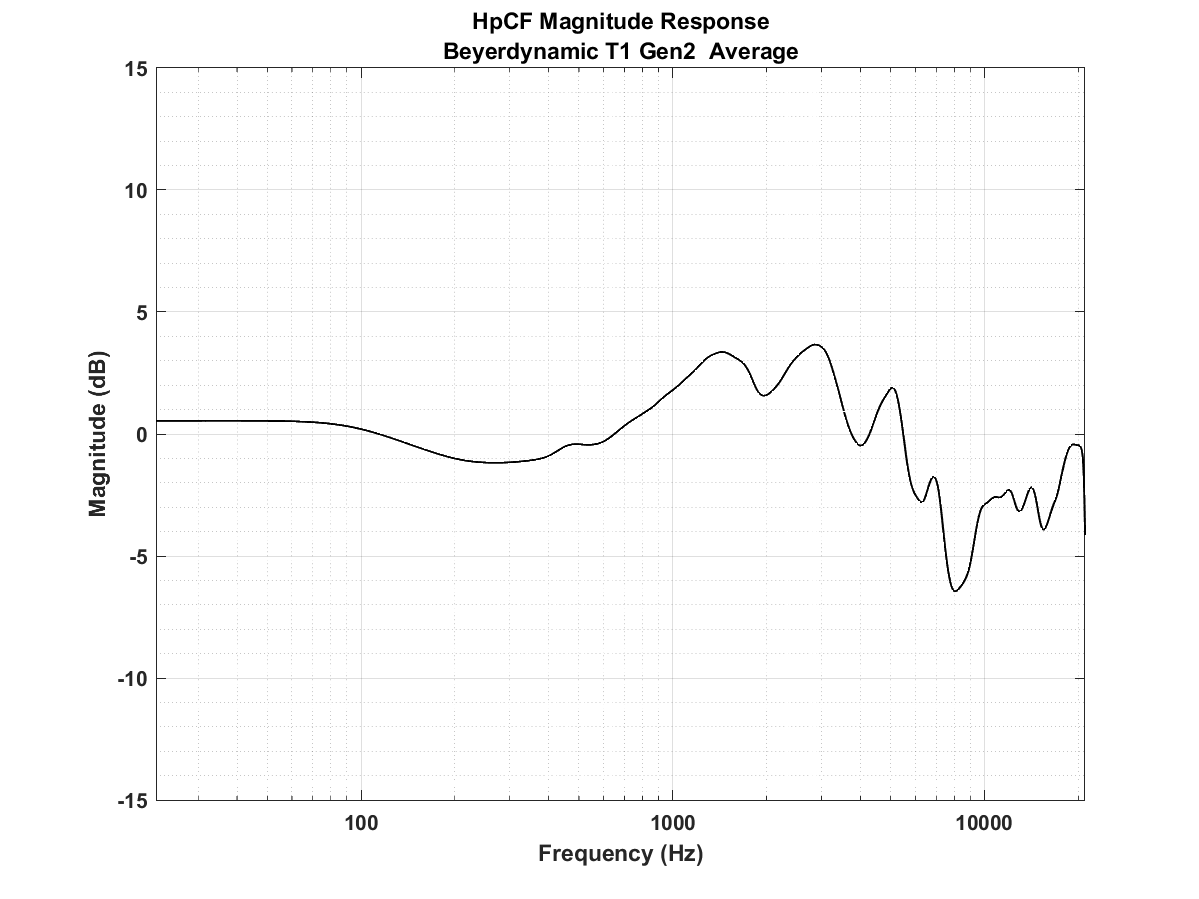 HpCF Magnitude Response
Beyerdynamic T1 Gen2  Average
15
10
5
0
-5
-10
-15
Magnitude (dB)
100
1000
10000
Frequency (Hz)